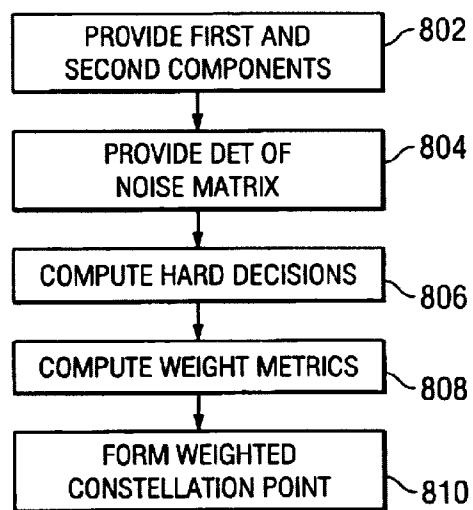 PROVIDE FIRST AND
SECOND COMPONENTS
802
PROVIDE DET OF
NOISE MATRIX
804
COMPUTE HARD DECISIONS
806
COMPUTE WEIGHT METRICS
808
FORM WEIGHTED
CONSTELLATION POINT
810